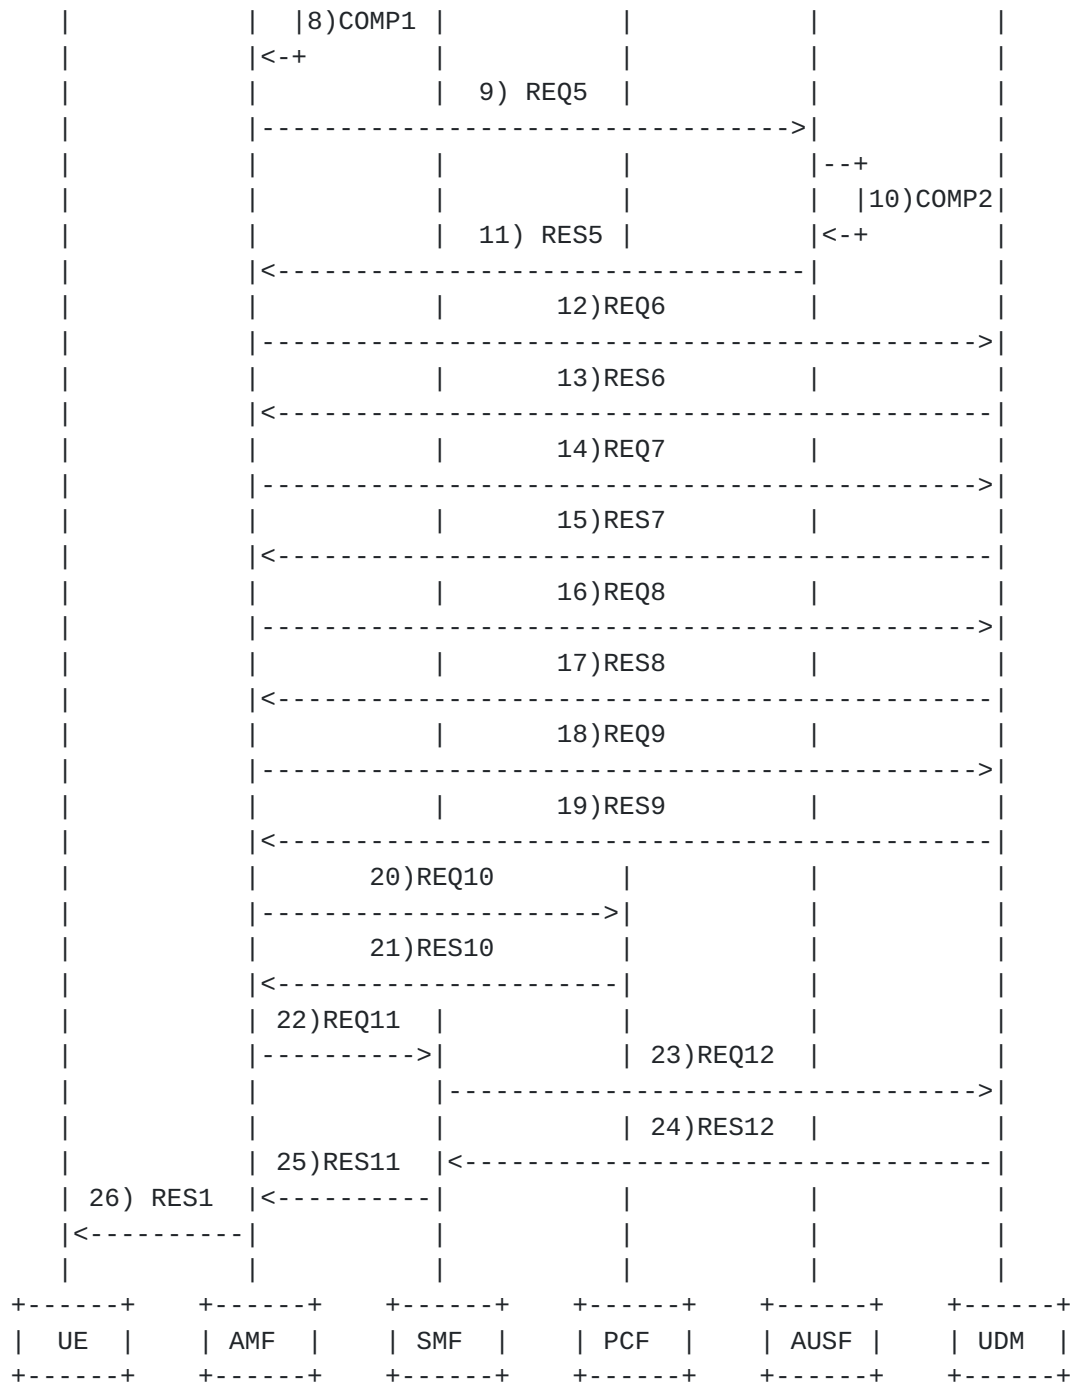 8)COMP1
9) REQ5
10)COMP2
11) RES5
12)REQ6
13)RES6
14)REQ7
15)RES7
16)REQ8
17)RES8
18)REQ9
19)RES9
20)REQ10
21)RES10
22)REQ11
23)REQ12
24)RES12
25)RES11
26) RES1
UE AMF SMF PCF AUSF UDM